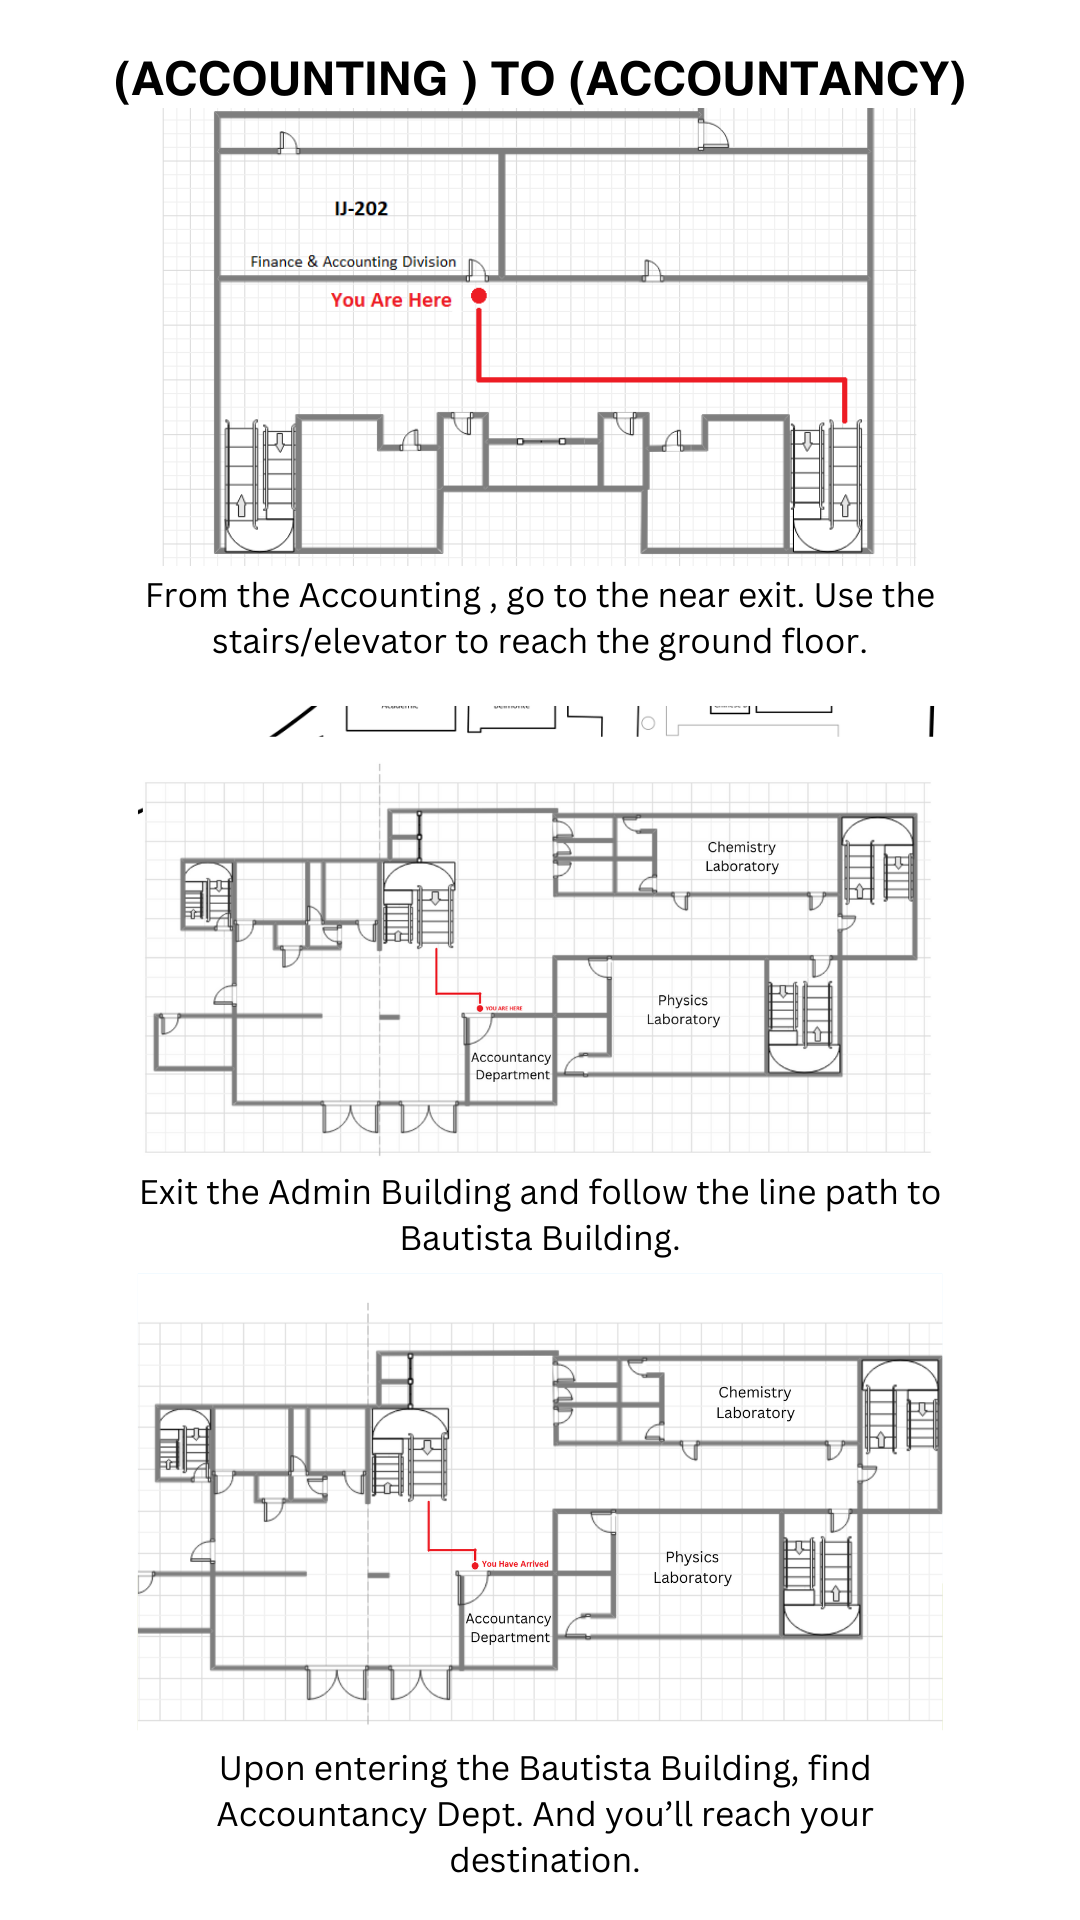 (ACCOUNTING ) TO (ACCOUNTANCY)
IJ-202
Finance & Accounting Division
You Are Here
From the Accounting , go to the near exit. Use the
stairs/elevator to reach the ground floor.
Academic
Belmonte
Chemistry
Laboratory
Physics
Laboratory
YOU ARE HERE
Accountancy
Department
Exit the Admin Building and follow the line path to
Bautista Building.
Chemistry
Laboratory
Physics
Laboratory
You Have Arrived
Accountancy
Department
Upon entering the Bautista Building, find
Accountancy Dept. And you’ll reach your
destination.